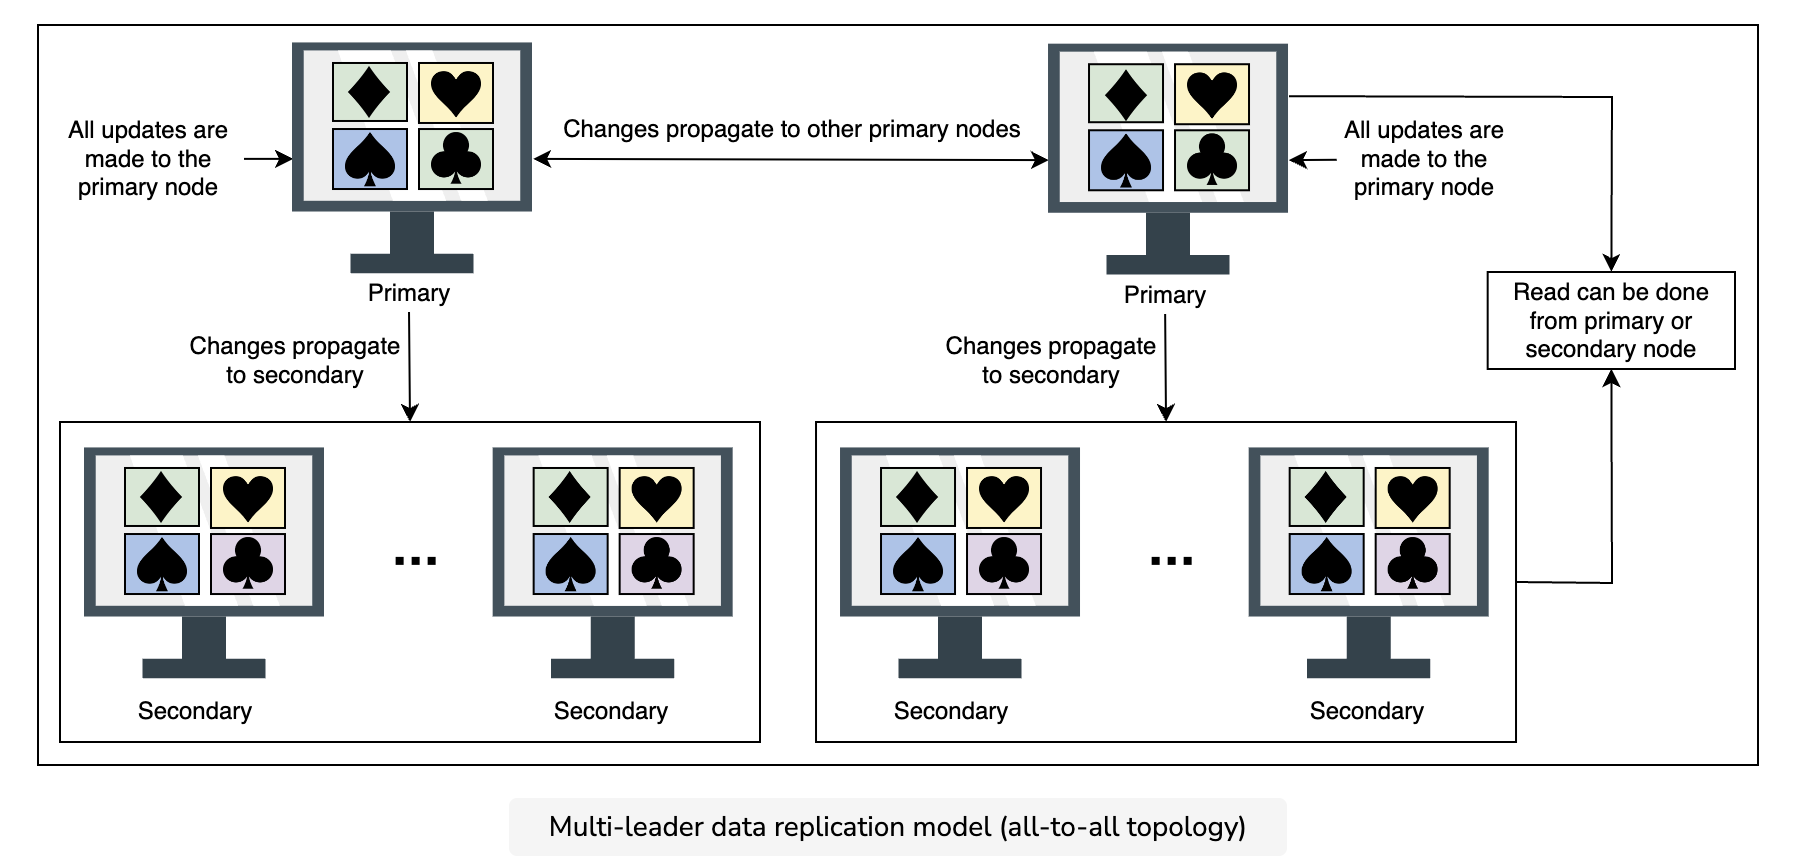 All updates are
made to the
primary node
Changes propagate to other primary nodes
All updates are
made to the
primary node
Primary
Primary
Read can be done
from primary or
secondary node
Changes propagate
to secondary
Changes propagate
to secondary
...
...
Secondary
Secondary
Secondary
Secondary
Multi-leader data replication model (all-to-all topology)